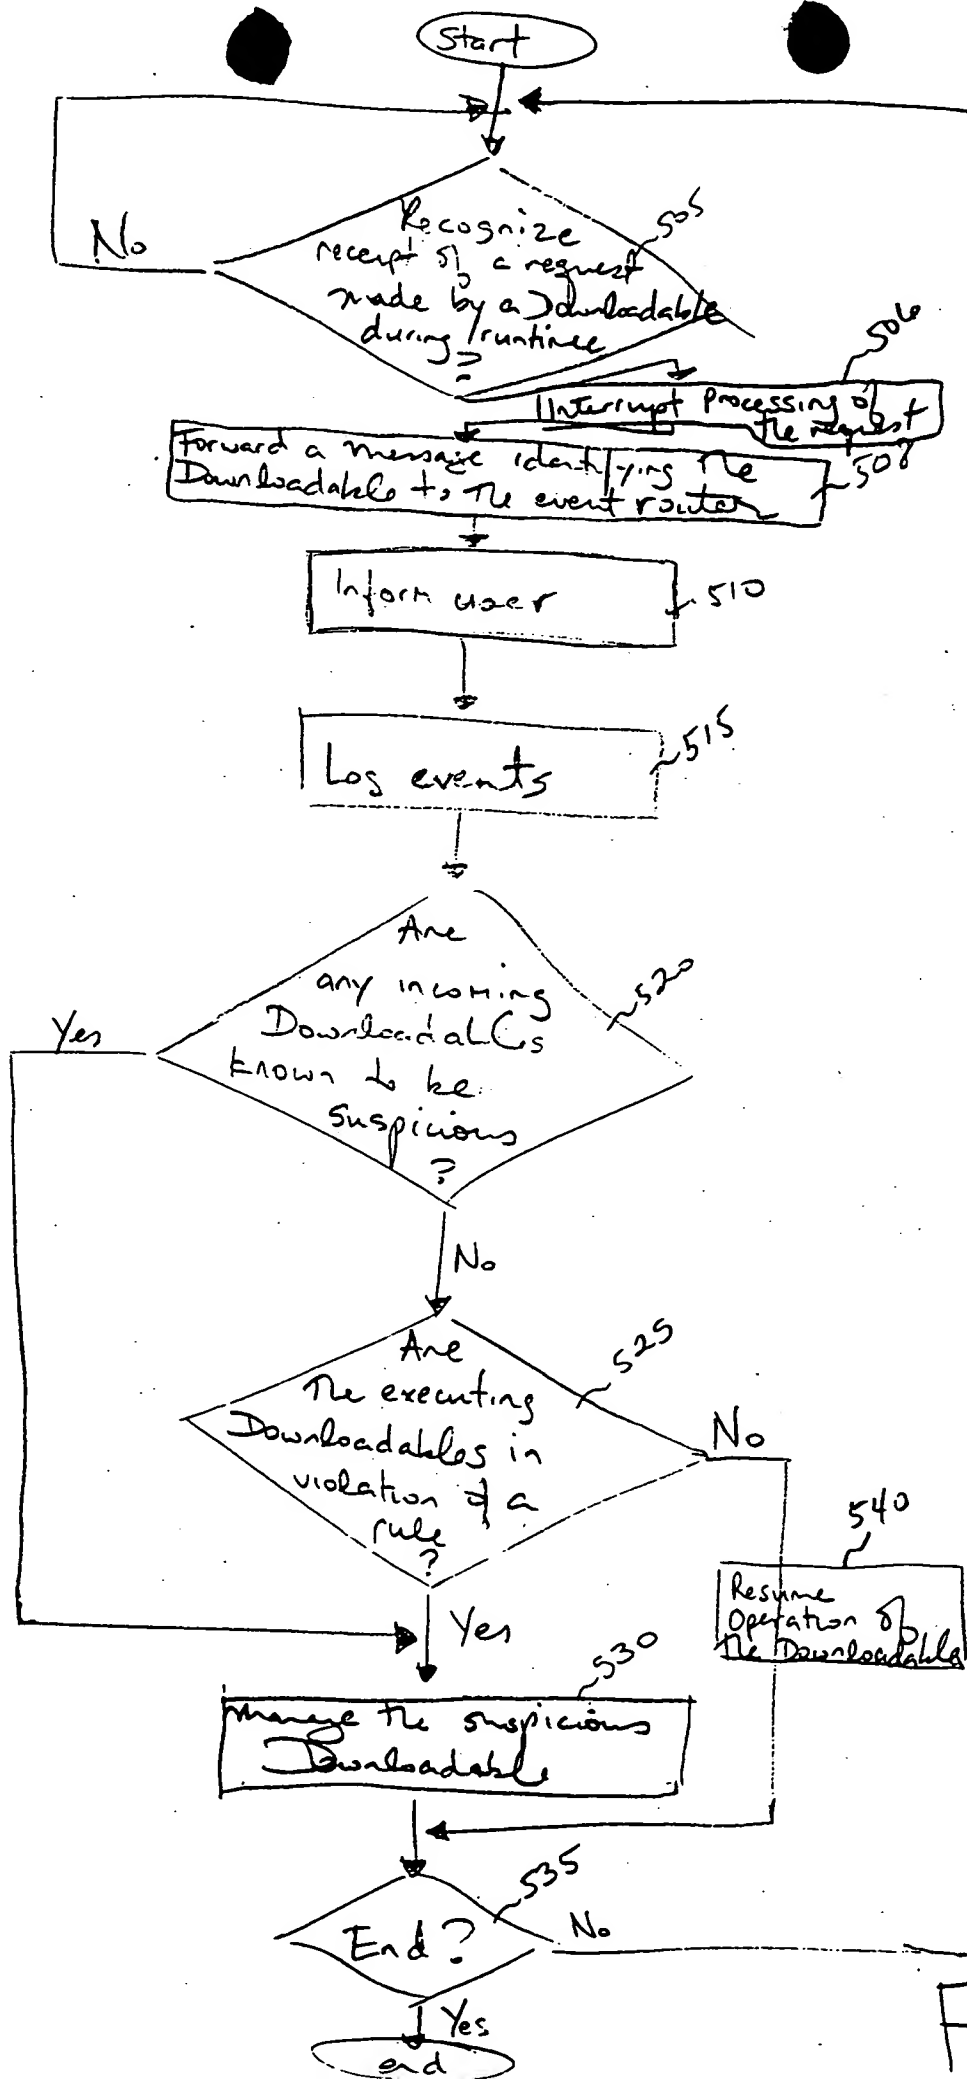 Start
No
Recognize
receipt of a request
made by a Downloadable
during runtime
?
505
506
Interrupt processing of
the request
Forward a message identifying the
Downloadable to the event router
508
Inform user
510
Log events
515
Are
any incoming
Downloadables
known to be
suspicious
?
520
Yes
No
Are
The executing
Downloadables in
violation of a
rule
?
525
No
540
Resume
Operation of
the Downloadable
Yes
530
Manage the suspicious
Downloadable
535
End?
No
Yes
end